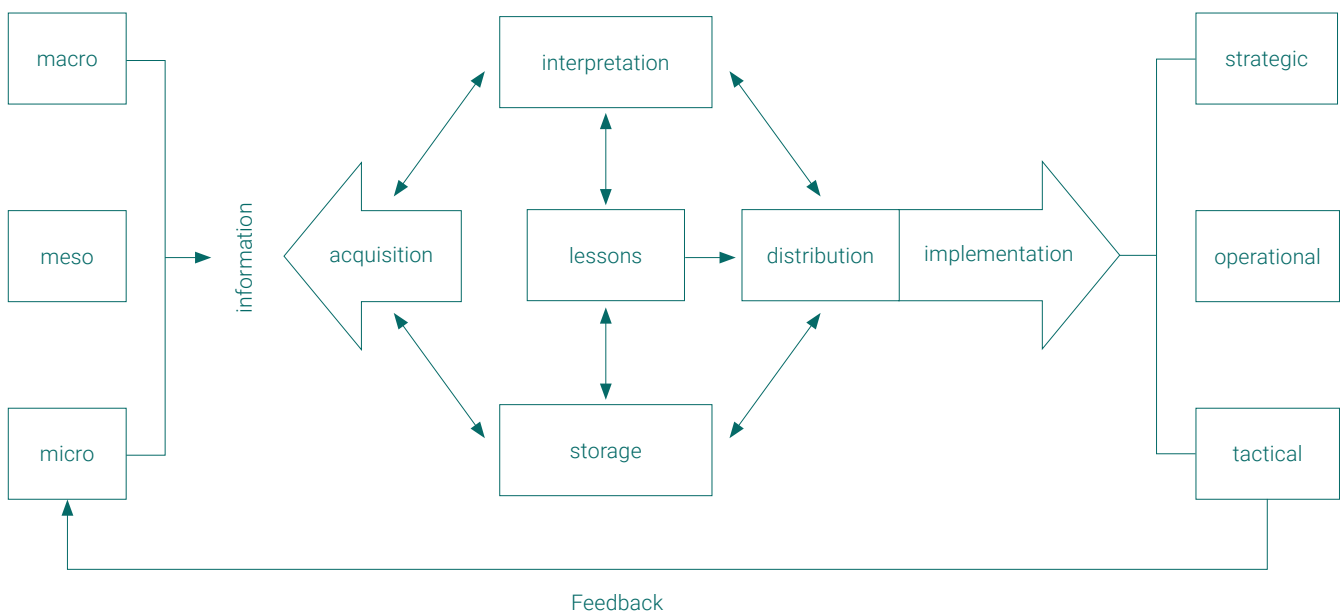 macro
interpretation
strategic
meso
information
acquisition
lessons
distribution
implementation
operational
micro
storage
tactical
Feedback